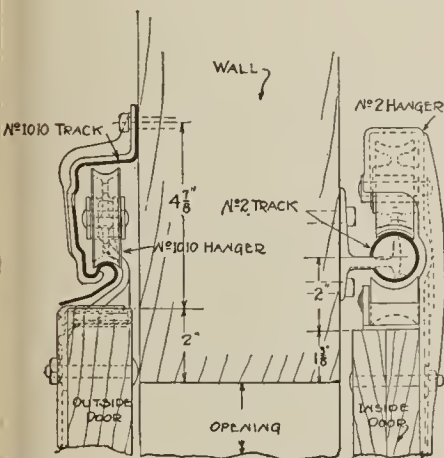 WALL
Nº2 HANGER
Nº1010 TRACK
4 7/8"
Nº2 TRACK
Nº1010 HANGER
2"
2"
1 3/8"
OUTSIDE
DOOR
OPENING
INSIDE
DOOR